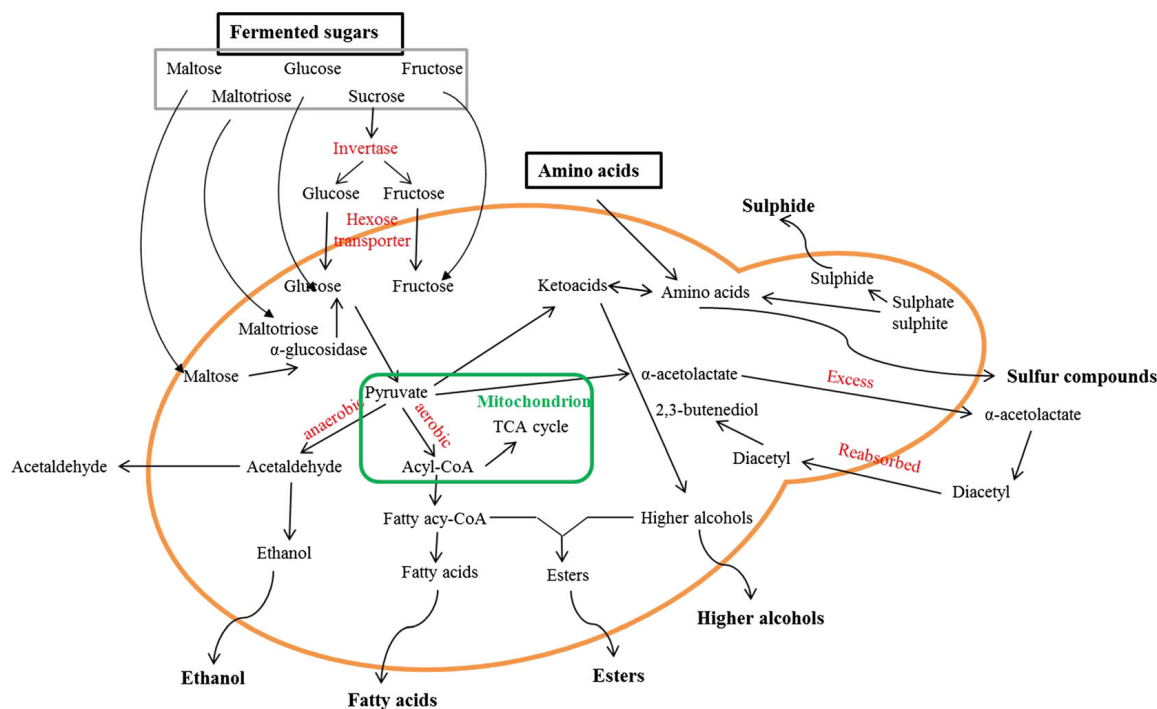 Fermented sugars
Maltose
Glucose
Fructose
Maltotriose
Sucrose
Invertase
Glucose
Fructose
Hexose
transporter
Amino acids
Sulphide
Glucose
Fructose
Ketoacids
Amino acids
Sulphide
Sulphate
sulphite
Maltotriose
α-glucosidase
Maltose
Pyruvate
Mitochondrion
α-acetolactate
Excess
Sulfur compounds
anaerobic
aerobic
TCA cycle
2,3-butenediol
α-acetolactate
Acetaldehyde
Acetaldehyde
Acyl-CoA
Diacetyl
Reabsorbed
Diacetyl
Fatty acy-CoA
Higher alcohols
Ethanol
Fatty acids
Esters
Higher alcohols
Ethanol
Fatty acids
Esters